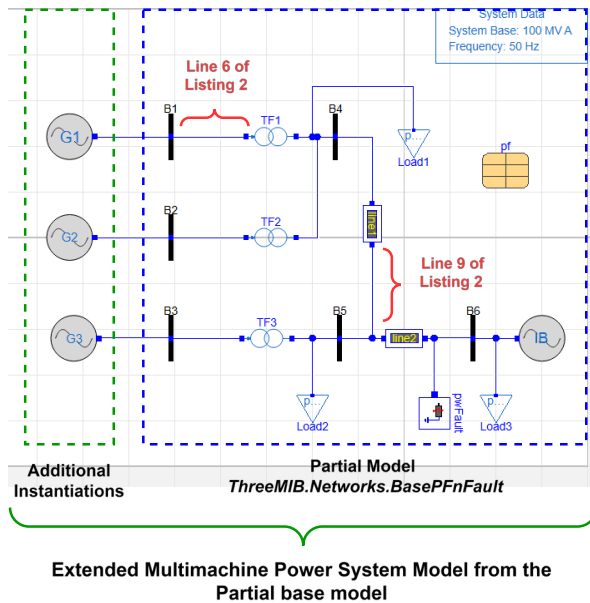 System Data
System Base: 100 MV A
Frequency: 50 Hz
Line 6 of
Listing 2
B1
TF1
B4
G1
p...
Load1
pf
B2
TF2
G2
line1
Line 9 of
Listing 2
B3
TF3
B5
B6
G3
line2
IB
p...
Load2
pwFault
p...
Load3
Additional
Instantiations
Partial Model
ThreeMIB.Networks.BasePFnFault
Extended Multimachine Power System Model from the
Partial base model